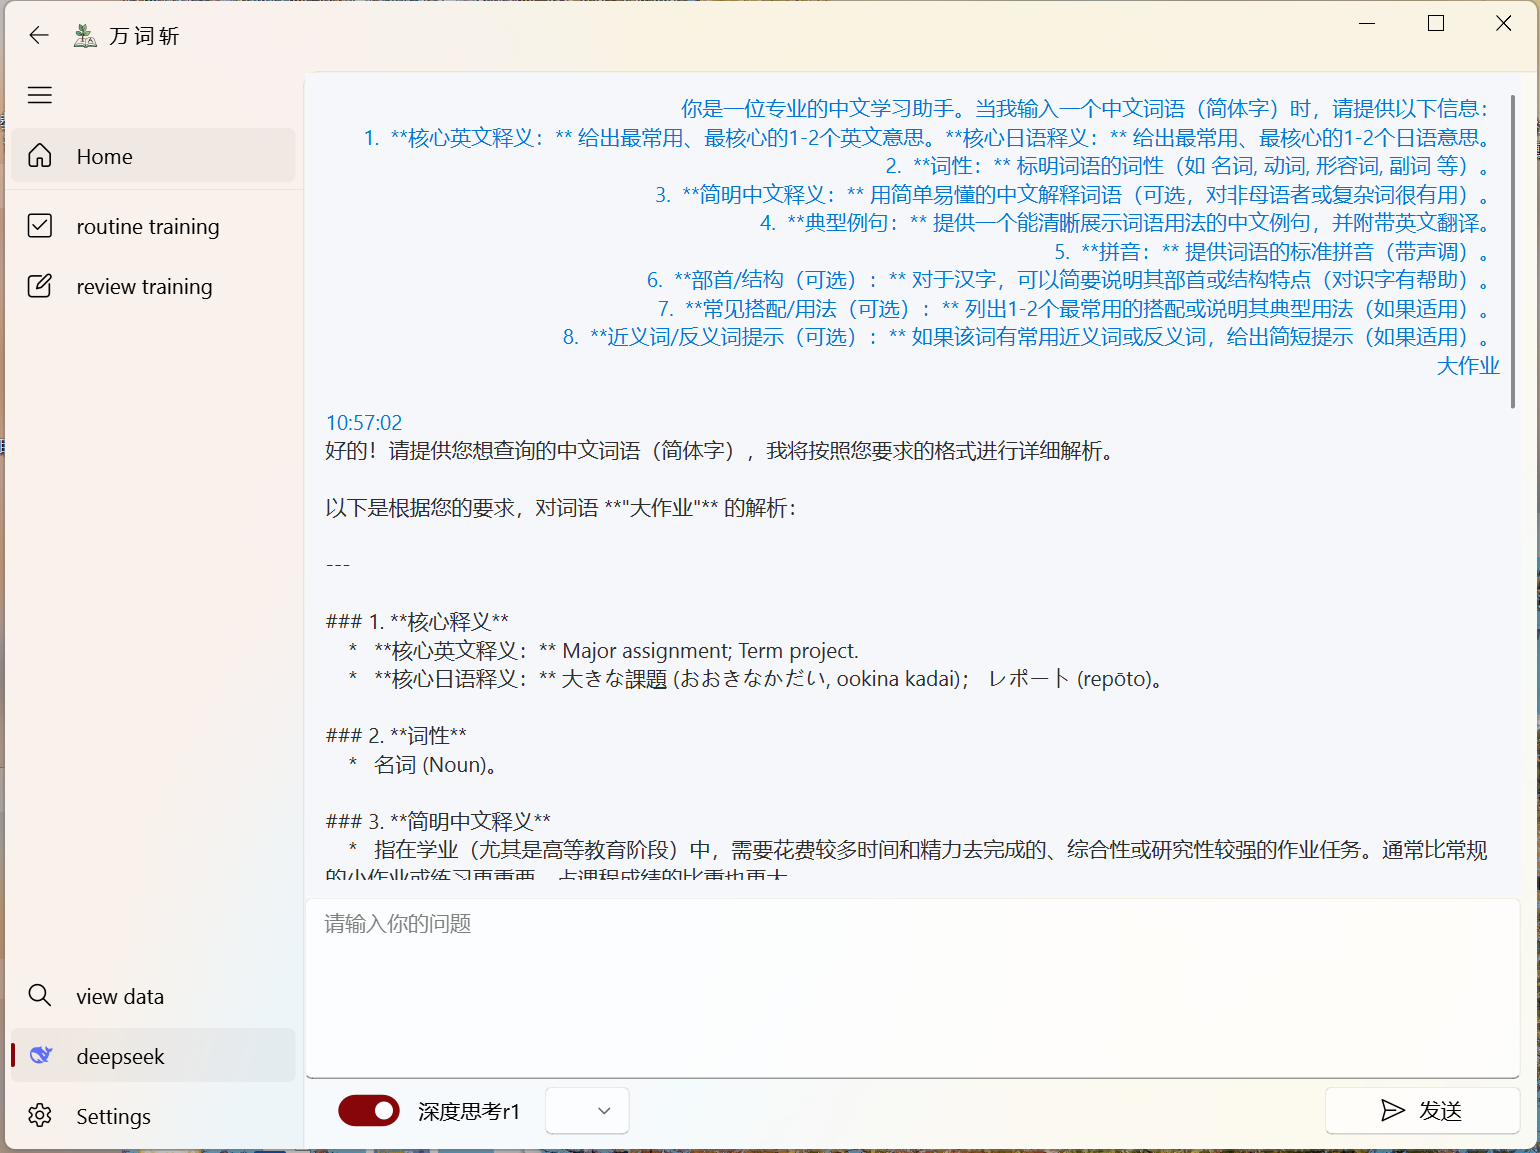 万词斩
Home
routine training
review training
view data
deepseek
Settings
你是一位专业的中文学习助手。当我输入一个中文词语（简体字）时，请提供以下信息：
1.  **核心英文释义：** 给出最常用、最核心的1-2个英文意思。**核心日语释义：** 给出最常用、最核心的1-2个日语意思。
2.  **词性：** 标明词语的词性（如 名词, 动词, 形容词, 副词 等）。
3.  **简明中文释义：** 用简单易懂的中文解释词语（可选，对非母语者或复杂词很有用）。
4.  **典型例句：** 提供一个能清晰展示词语用法的中文例句，并附带英文翻译。
5.  **拼音：** 提供词语的标准拼音（带声调）。
6.  **部首/结构（可选）：** 对于汉字，可以简要说明其部首或结构特点（对识字有帮助）。
7.  **常见搭配/用法（可选）：** 列出1-2个最常用的搭配或说明其典型用法（如果适用）。
8.  **近义词/反义词提示（可选）：** 如果该词有常用近义词或反义词，给出简短提示（如果适用）。
大作业
10:57:02
好的！请提供您想查询的中文词语（简体字），我将按照您要求的格式进行详细解析。
以下是根据您的要求，对词语 **"大作业"** 的解析：
---
### 1. **核心释义**
*   **核心英文释义：** Major assignment; Term project.
*   **核心日语释义：** 大きな課題 (おおきなかだい, ookina kadai)； レポート (repōto)。
### 2. **词性**
*   名词 (Noun)。
### 3. **简明中文释义**
*   指在学业（尤其是高等教育阶段）中，需要花费较多时间和精力去完成的、综合性或研究性较强的作业任务。通常比常规
的小作业或练习更重要，占课程成绩的比重也更大
请输入你的问题
深度思考r1
发送